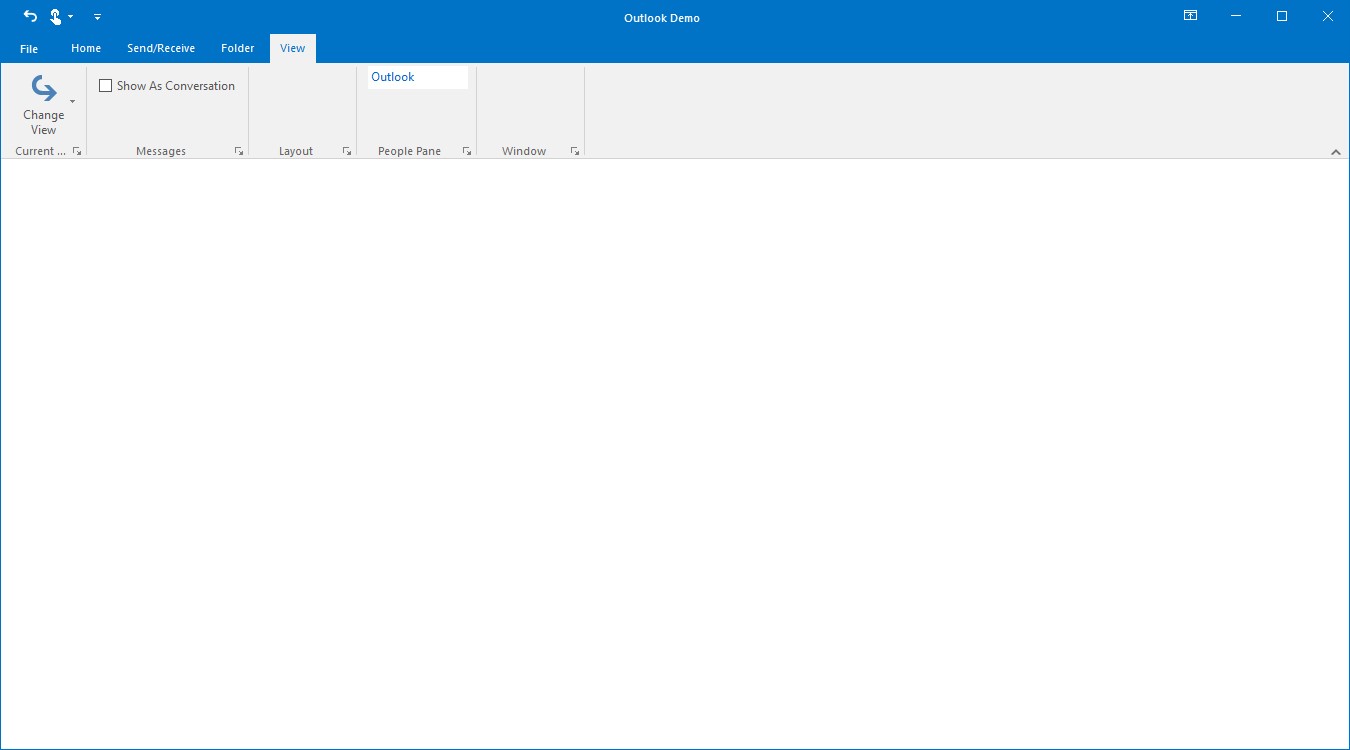 Outlook Demo
File Home Send/Receive Folder View
Outlook
Show As Conversation
Change
View
Current ... Messages Layout People Pane Window